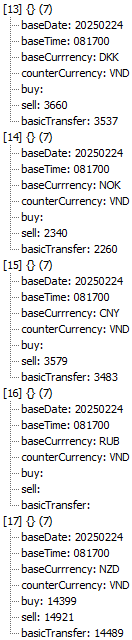 [13] {} (7)
baseDate: 20250224
baseTime: 081700
baseCurrrency: DKK
counterCurrency: VND
buy:
sell: 3660
basicTransfer: 3537
[14] {} (7)
baseDate: 20250224
baseTime: 081700
baseCurrrency: NOK
counterCurrency: VND
buy:
sell: 2340
basicTransfer: 2260
[15] {} (7)
baseDate: 20250224
baseTime: 081700
baseCurrrency: CNY
counterCurrency: VND
buy:
sell: 3579
basicTransfer: 3483
[16] {} (7)
baseDate: 20250224
baseTime: 081700
baseCurrrency: RUB
counterCurrency: VND
buy:
sell:
basicTransfer:
[17] {} (7)
baseDate: 20250224
baseTime: 081700
baseCurrrency: NZD
counterCurrency: VND
buy: 14399
sell: 14921
basicTransfer: 14489